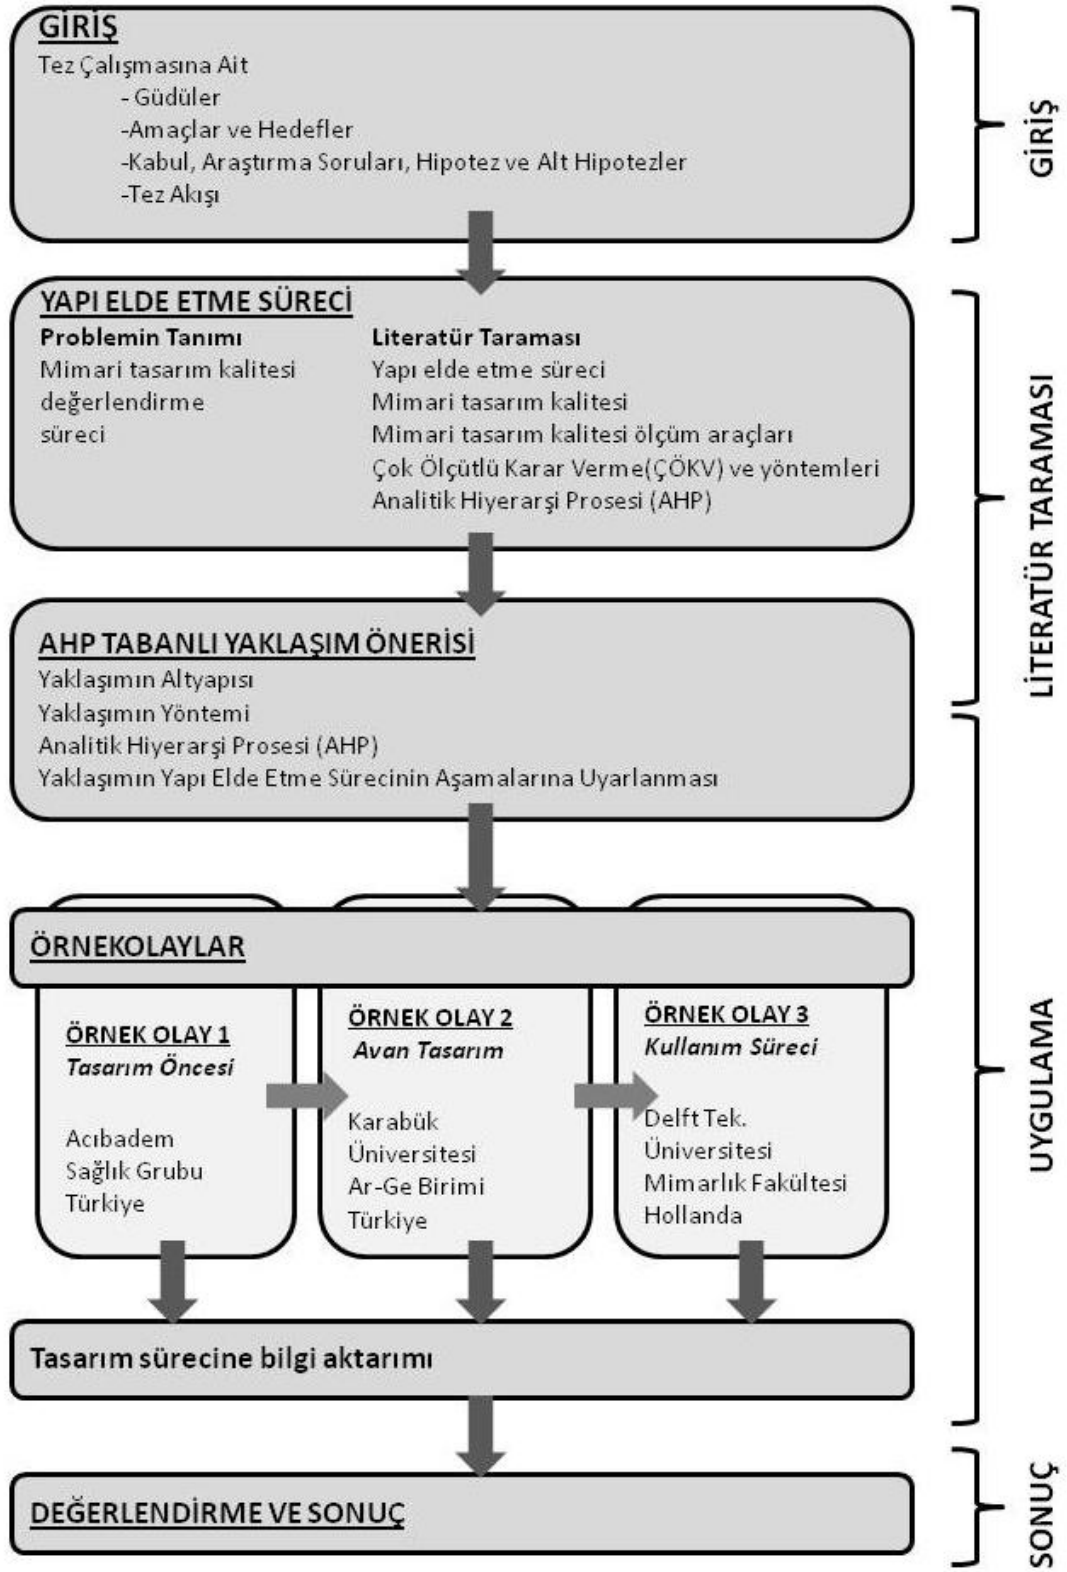 GİRİŞ
Tez Çalışmasına Ait
- Güdüler
-Amaçlar ve Hedefler
-Kabul, Araştırma Soruları, Hipotez ve Alt Hipotezler
-Tez Akışı
GİRİŞ
YAPI ELDE ETME SÜRECİ
Problemin Tanımı
Mimari tasarım kalitesi
değerlendirme
süreci
Literatür Taraması
Yapı elde etme süreci
Mimari tasarım kalitesi
Mimari tasarım kalitesi ölçüm araçları
Çok Ölçütlü Karar Verme(ÇÖKV) ve yöntemleri
Analitik Hiyerarşi Prosesi (AHP)
LİTERATÜR TARAMASI
AHP TABANLI YAKLAŞIM ÖNERİSİ
Yaklaşımın Altyapısı
Yaklaşımın Yöntemi
Analitik Hiyerarşi Prosesi (AHP)
Yaklaşımın Yapı Elde Etme Sürecinin Aşamalarına Uyarlanması
ÖRNEKOLAYLAR
ÖRNEK OLAY 1
Tasarım Öncesi
Acıbadem
Sağlık Grubu
Türkiye
ÖRNEK OLAY 2
Avan Tasarım
Karabük
Üniversitesi
Ar-Ge Birimi
Türkiye
ÖRNEK OLAY 3
Kullanım Süreci
Delft Tek.
Üniversitesi
Mimarlık Fakültesi
Hollanda
UYGULAMA
Tasarım sürecine bilgi aktarımı
DEĞERLENDİRME VE SONUÇ
SONUÇ